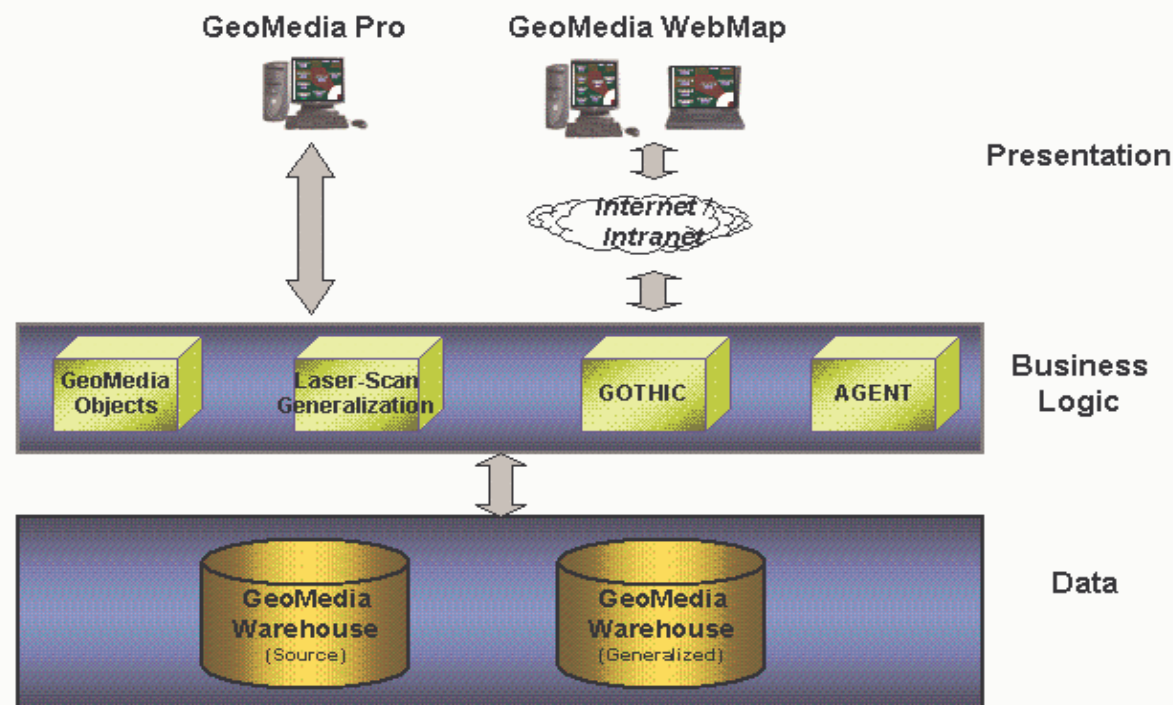 GeoMedia Pro
GeoMedia WebMap
Presentation
Internet /
Intranet
GeoMedia
Objects
Laser-Scan
Generalization
GOTHIC
AGENT
Business
Logic
GeoMedia
Warehouse
(Source)
GeoMedia
Warehouse
(Generalized)
Data